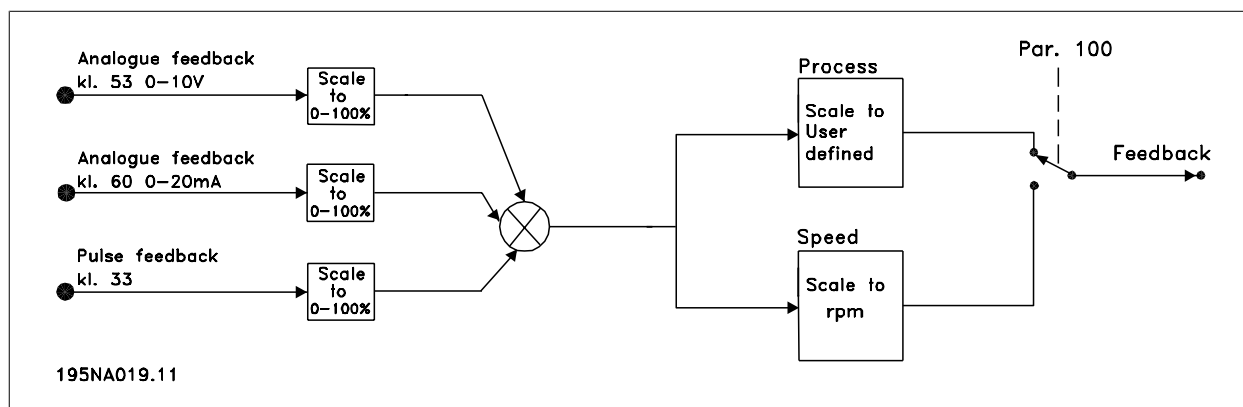 Analogue feedback
kl. 53 0-10V
Scale
to
0-100%
Analogue feedback
kl. 60 0-20mA
Scale
to
0-100%
Pulse feedback
kl. 33
Scale
to
0-100%
Process
Scale to
User
defined
Speed
Scale to
rpm
Par. 100
Feedback
195NA019.11